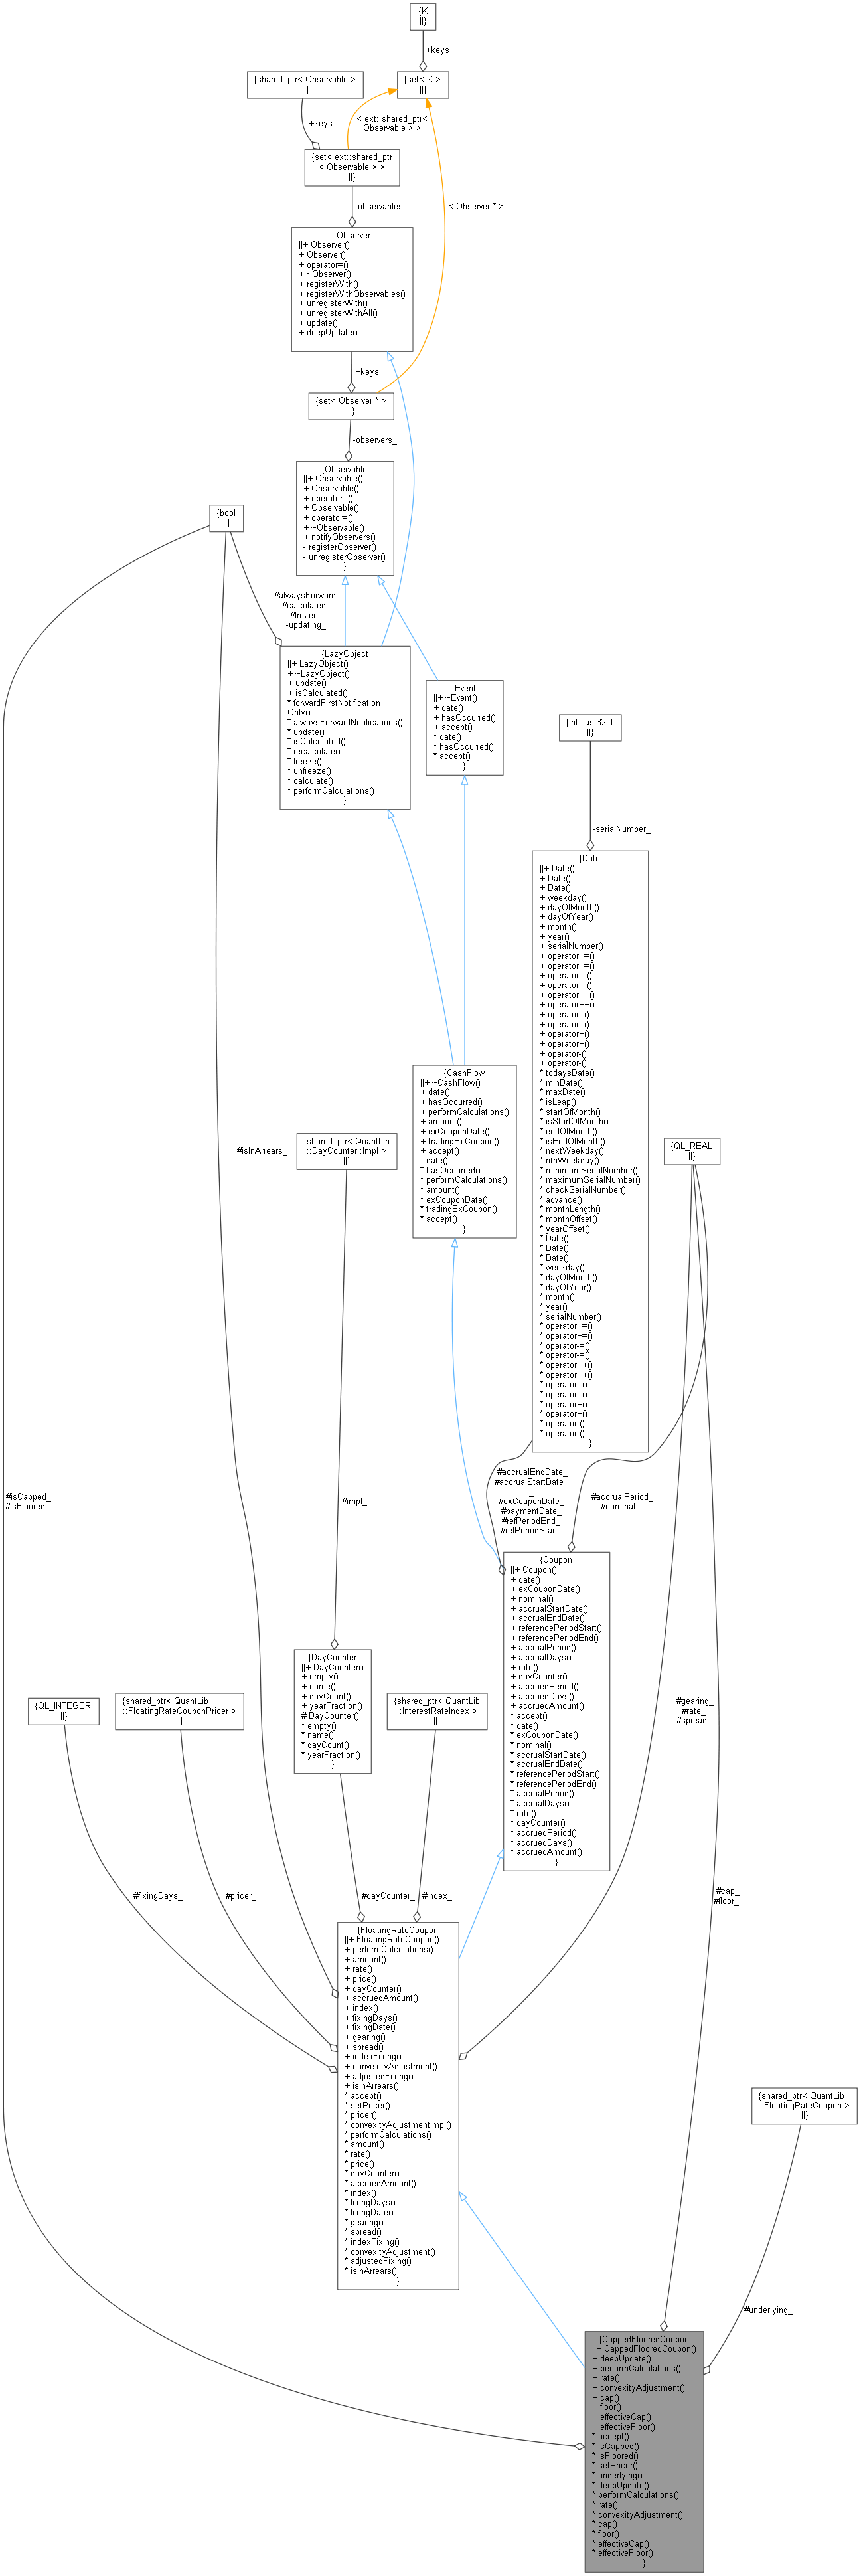 {K
||}
+keys
{shared_ptr< Observable >
||}
{set< K >
||}
+keys
< ext::shared_ptr<
Observable > >
{set< ext::shared_ptr
< Observable > >
||}
-observables_
< Observer * >
{Observer
||+ Observer()
+ Observer()
+ operator=()
+ ~Observer()
+ registerWith()
+ registerWithObservables()
+ unregisterWith()
+ unregisterWithAll()
+ update()
+ deepUpdate()
}
+keys
{set< Observer * >
||}
-observers_
{Observable
||+ Observable()
+ Observable()
+ operator=()
+ Observable()
+ operator=()
+ ~Observable()
+ notifyObservers()
- registerObserver()
- unregisterObserver()
}
{bool
||}
#alwaysForward_
#calculated_
#frozen_
-updating_
{LazyObject
||+ LazyObject()
+ ~LazyObject()
+ update()
+ isCalculated()
* forwardFirstNotification
Only()
* alwaysForwardNotifications()
* update()
* isCalculated()
* recalculate()
* freeze()
* unfreeze()
* calculate()
* performCalculations()
}
{Event
||+ ~Event()
+ date()
+ hasOccurred()
+ accept()
* date()
* hasOccurred()
* accept()
}
{int_fast32_t
||}
-serialNumber_
{Date
||+ Date()
+ Date()
+ Date()
+ weekday()
+ dayOfMonth()
+ dayOfYear()
+ month()
+ year()
+ serialNumber()
+ operator+=()
+ operator+=()
+ operator-=()
+ operator-=()
+ operator++()
+ operator++()
+ operator--()
+ operator--()
+ operator+()
+ operator+()
+ operator-()
+ operator-()
* todaysDate()
* minDate()
* maxDate()
* isLeap()
* startOfMonth()
* isStartOfMonth()
* endOfMonth()
* isEndOfMonth()
* nextWeekday()
* nthWeekday()
* minimumSerialNumber()
* maximumSerialNumber()
* checkSerialNumber()
* advance()
* monthLength()
* monthOffset()
* yearOffset()
* Date()
* Date()
* Date()
* weekday()
* dayOfMonth()
* dayOfYear()
* month()
* year()
* serialNumber()
* operator+=()
* operator+=()
* operator-=()
* operator-=()
* operator++()
* operator++()
* operator--()
* operator--()
* operator+()
* operator+()
* operator-()
* operator-()
}
{CashFlow
||+ ~CashFlow()
+ date()
+ hasOccurred()
+ performCalculations()
+ amount()
+ exCouponDate()
+ tradingExCoupon()
+ accept()
* date()
* hasOccurred()
* performCalculations()
* amount()
* exCouponDate()
* tradingExCoupon()
* accept()
}
{shared_ptr< QuantLib
::DayCounter::Impl >
||}
{QL_REAL
||}
#isInArrears_
#isCapped_
#isFloored_
#impl_
#accrualEndDate_
#accrualStartDate
_
#exCouponDate_
#paymentDate_
#refPeriodEnd_
#refPeriodStart_
#accrualPeriod_
#nominal_
{Coupon
||+ Coupon()
+ date()
+ exCouponDate()
+ nominal()
+ accrualStartDate()
+ accrualEndDate()
+ referencePeriodStart()
+ referencePeriodEnd()
+ accrualPeriod()
+ accrualDays()
+ rate()
+ dayCounter()
+ accruedPeriod()
+ accruedDays()
+ accruedAmount()
* accept()
* date()
* exCouponDate()
* nominal()
* accrualStartDate()
* accrualEndDate()
* referencePeriodStart()
* referencePeriodEnd()
* accrualPeriod()
* accrualDays()
* rate()
* dayCounter()
* accruedPeriod()
* accruedDays()
* accruedAmount()
}
{DayCounter
||+ DayCounter()
+ empty()
+ name()
+ dayCount()
+ yearFraction()
# DayCounter()
* empty()
* name()
* dayCount()
* yearFraction()
}
{QL_INTEGER
||}
{shared_ptr< QuantLib
::FloatingRateCouponPricer >
||}
{shared_ptr< QuantLib
::InterestRateIndex >
||}
#gearing_
#rate_
#spread_
#fixingDays_
#pricer_
#dayCounter_
#index_
#cap_
#floor_
{FloatingRateCoupon
||+ FloatingRateCoupon()
+ performCalculations()
+ amount()
+ rate()
+ price()
+ dayCounter()
+ accruedAmount()
+ index()
+ fixingDays()
+ fixingDate()
+ gearing()
+ spread()
+ indexFixing()
+ convexityAdjustment()
+ adjustedFixing()
+ isInArrears()
* accept()
* setPricer()
* pricer()
* convexityAdjustmentImpl()
* performCalculations()
* amount()
* rate()
* price()
* dayCounter()
* accruedAmount()
* index()
* fixingDays()
* fixingDate()
* gearing()
* spread()
* indexFixing()
* convexityAdjustment()
* adjustedFixing()
* isInArrears()
}
{shared_ptr< QuantLib
::FloatingRateCoupon >
||}
#underlying_
{CappedFlooredCoupon
||+ CappedFlooredCoupon()
+ deepUpdate()
+ performCalculations()
+ rate()
+ convexityAdjustment()
+ cap()
+ floor()
+ effectiveCap()
+ effectiveFloor()
* accept()
* isCapped()
* isFloored()
* setPricer()
* underlying()
* deepUpdate()
* performCalculations()
* rate()
* convexityAdjustment()
* cap()
* floor()
* effectiveCap()
* effectiveFloor()
}